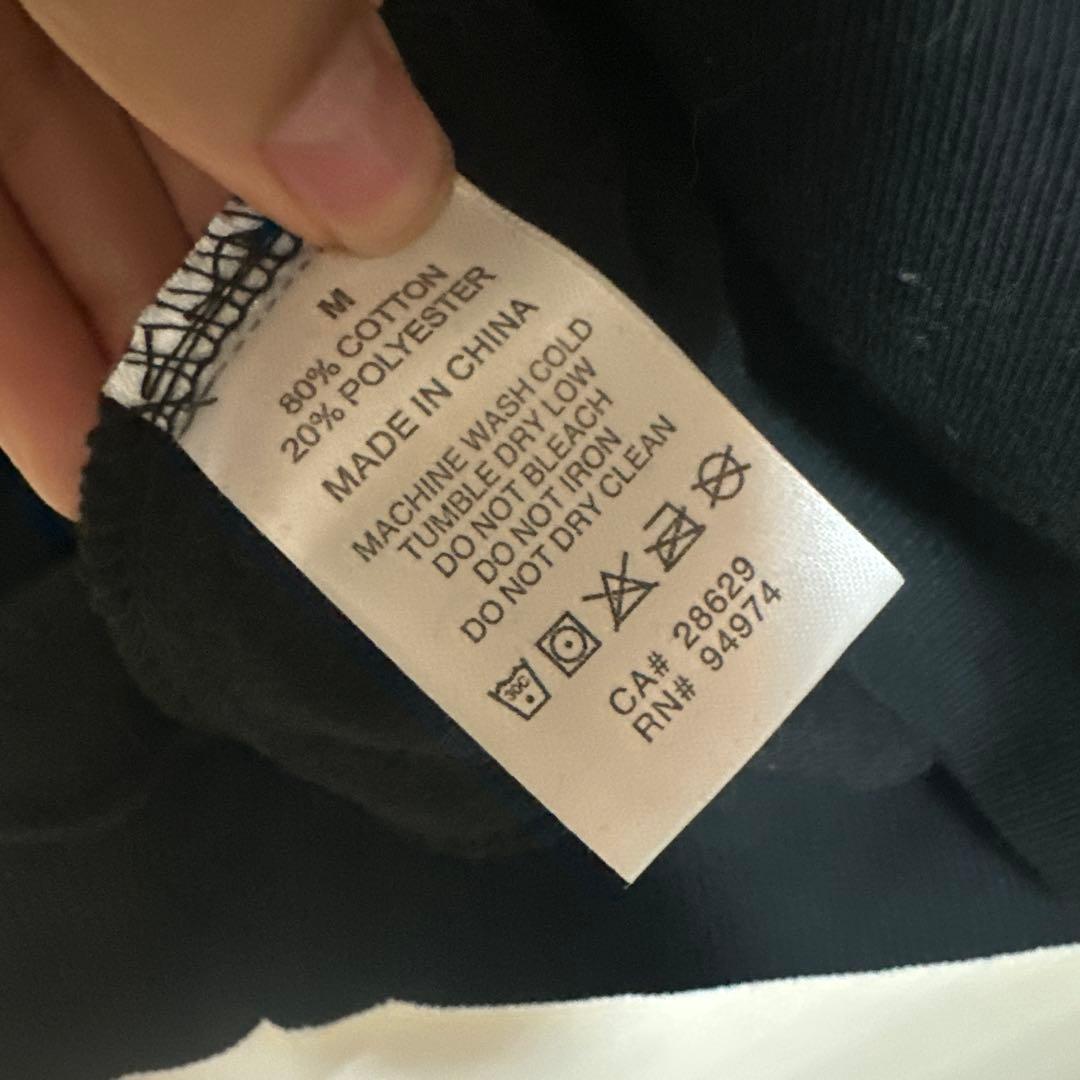 M
80% COTTON
20% POLYESTER
MADE IN CHINA
MACHINE WASH COLD
TUMBLE DRY LOW
DO NOT BLEACH
DO NOT IRON
DO NOT DRY CLEAN
30C
CA# 28629
RN# 94974